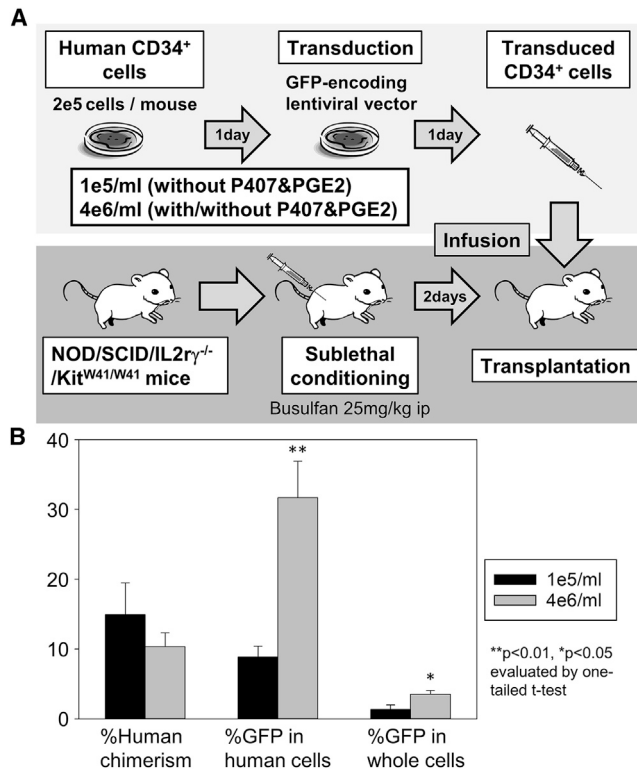 A
Human CD34⁺
cells
2e5 cells / mouse
1day
Transduction
GFP-encoding
lentiviral vector
1day
Transduced
CD34⁺ cells
1e5/ml (without P407&PGE2)
4e6/ml (with/without P407&PGE2)
Infusion
NOD/SCID/IL2rγ⁻/⁻
/Kitᵂ⁴¹/ᵂ⁴¹ mice
Sublethal
conditioning
Busulfan 25mg/kg ip
2days
Transplantation
B
40
30
20
10
0
**
*
%Human
chimerism
%GFP in
human cells
%GFP in
whole cells
1e5/ml
4e6/ml
**p<0.01, *p<0.05
evaluated by one-
tailed t-test